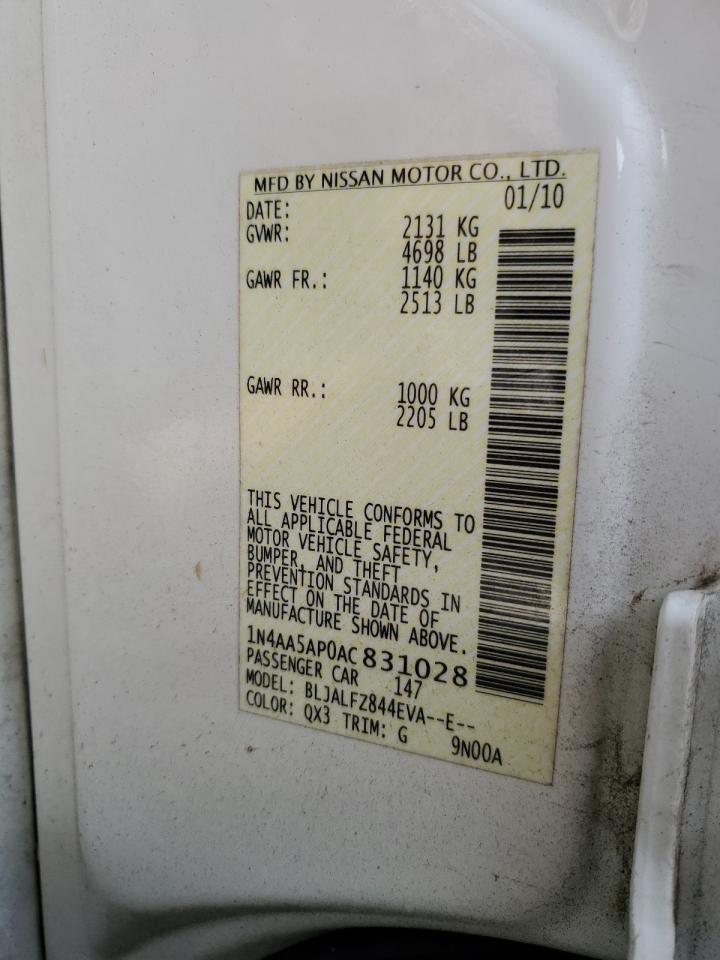 MFD BY NISSAN MOTOR CO., LTD.
DATE: 01/10
GVWR: 2131 KG
4698 LB
GAWR FR.: 1140 KG
2513 LB
GAWR RR.: 1000 KG
2205 LB
THIS VEHICLE CONFORMS TO
ALL APPLICABLE FEDERAL
MOTOR VEHICLE SAFETY,
BUMPER, AND THEFT
PREVENTION STANDARDS IN
EFFECT ON THE DATE OF
MANUFACTURE SHOWN ABOVE.
1N4AA5AP0AC831028
PASSENGER CAR 147
MODEL: BLJALFZ844EVA--E--
COLOR: QX3 TRIM: G 9N00A